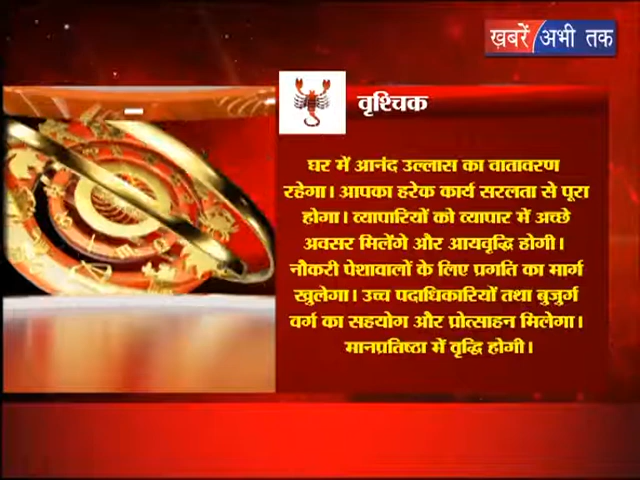 ख़बरें अभी तक
वृश्चिक
घर में आनंद उल्लास का वातावरण
रहेगा। आपका हरेक कार्य सरलता से पूरा
होगा। व्यापारियों को व्यापार में अच्छे
अवसर मिलेंगे और आयवृद्धि होगी।
नौकरी पेशावालों के लिए प्रगति का मार्ग
खुलेगा। उच्च पदाधिकारियों तथा बुजुर्ग
वर्ग का सहयोग और प्रोत्साहन मिलेगा।
मानप्रतिष्ठा में वृद्धि होगी।